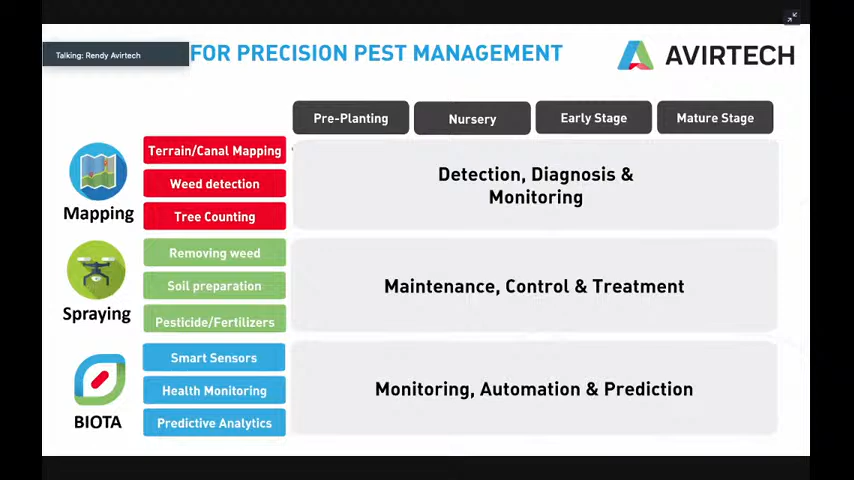 Talking: Rendy Avirtech
FOR PRECISION PEST MANAGEMENT
AVIRTECH
Pre-Planting
Nursery
Early Stage
Mature Stage
Mapping
Terrain/Canal Mapping
Weed detection
Tree Counting
Detection, Diagnosis &
Monitoring
Spraying
Removing weed
Soil preparation
Pesticide/Fertilizers
Maintenance, Control & Treatment
BIOTA
Smart Sensors
Health Monitoring
Predictive Analytics
Monitoring, Automation & Prediction